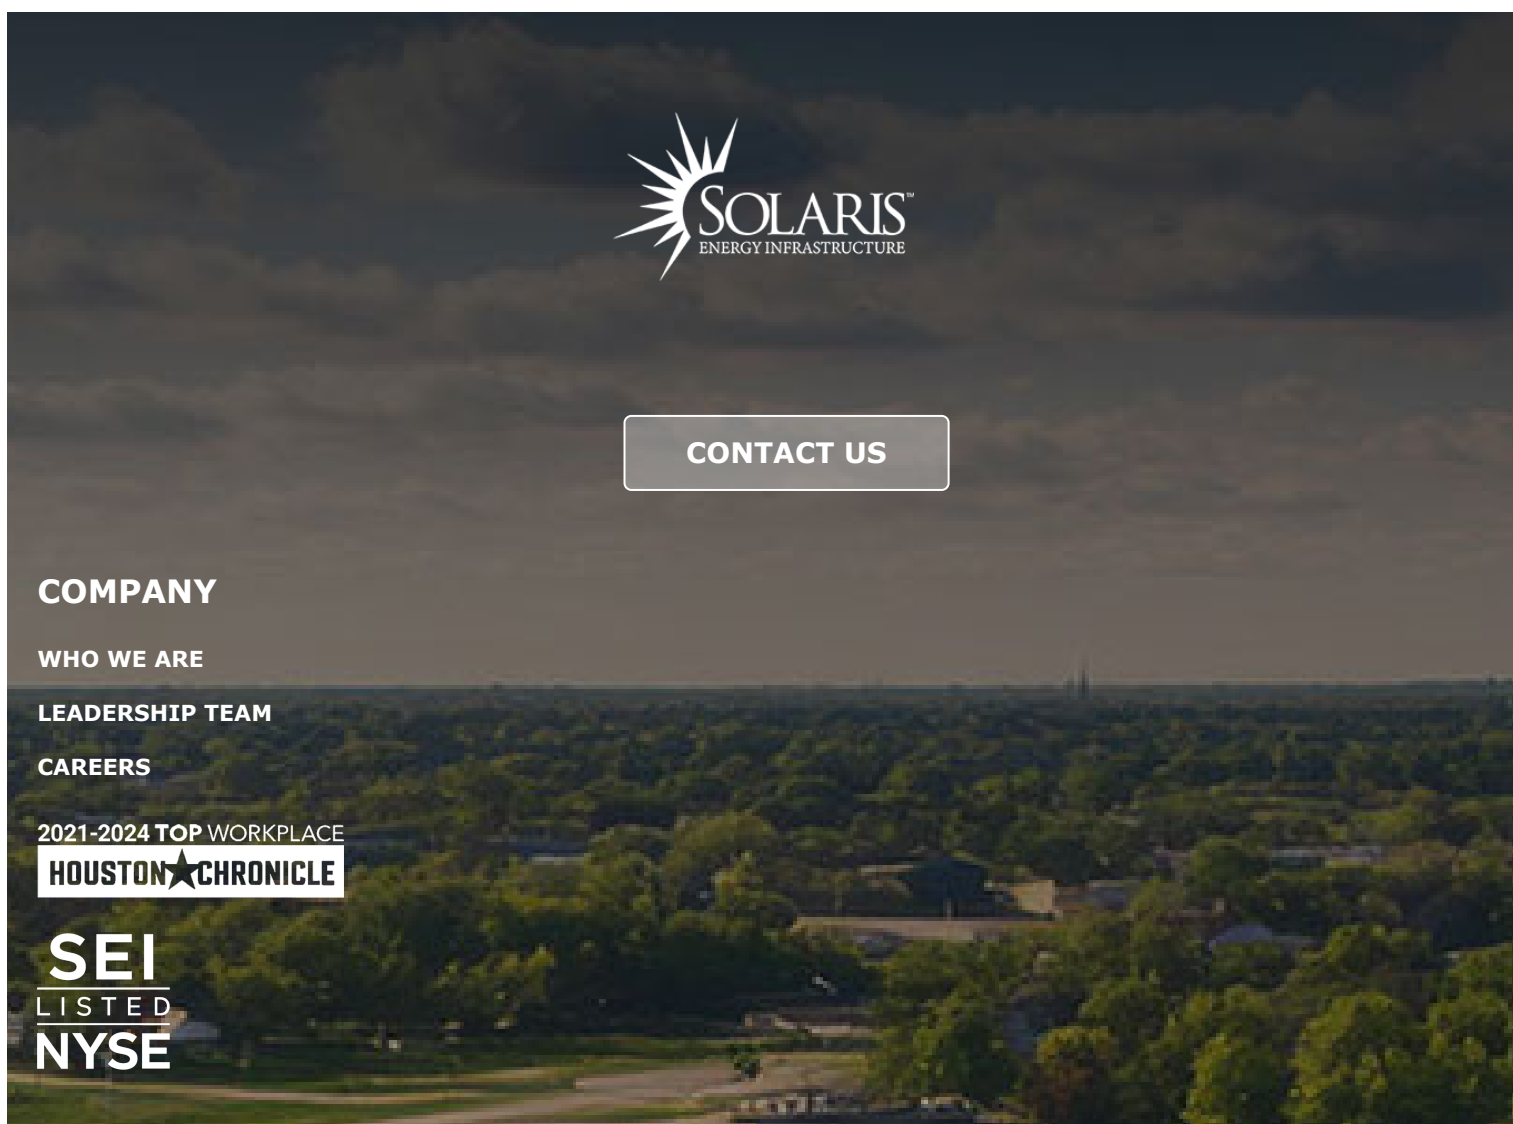 SOLARIS™
ENERGY INFRASTRUCTURE
CONTACT US
COMPANY
WHO WE ARE
LEADERSHIP TEAM
CAREERS
2021-2024 TOP WORKPLACE
HOUSTON CHRONICLE
SEI
LISTED
NYSE